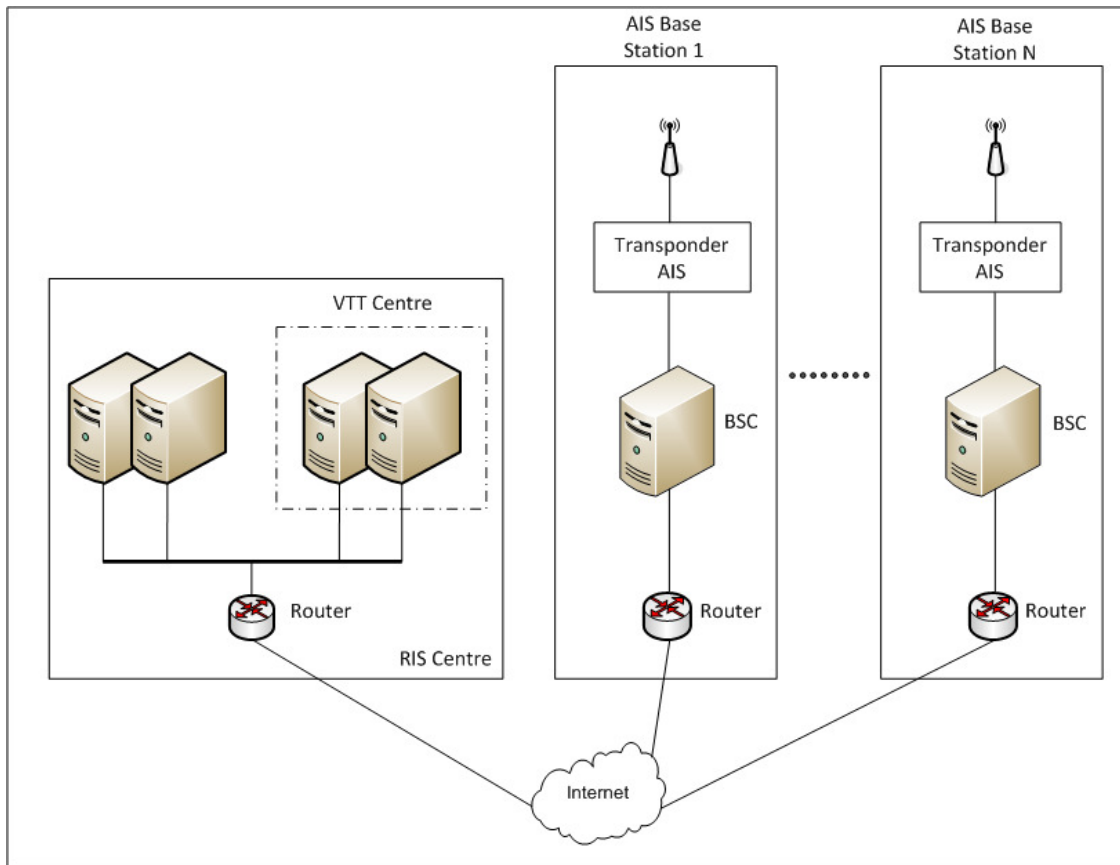 AIS Base
Station 1
AIS Base
Station N
Transponder
AIS
Transponder
AIS
VTT Centre
BSC
BSC
Router
Router
Router
RIS Centre
Internet